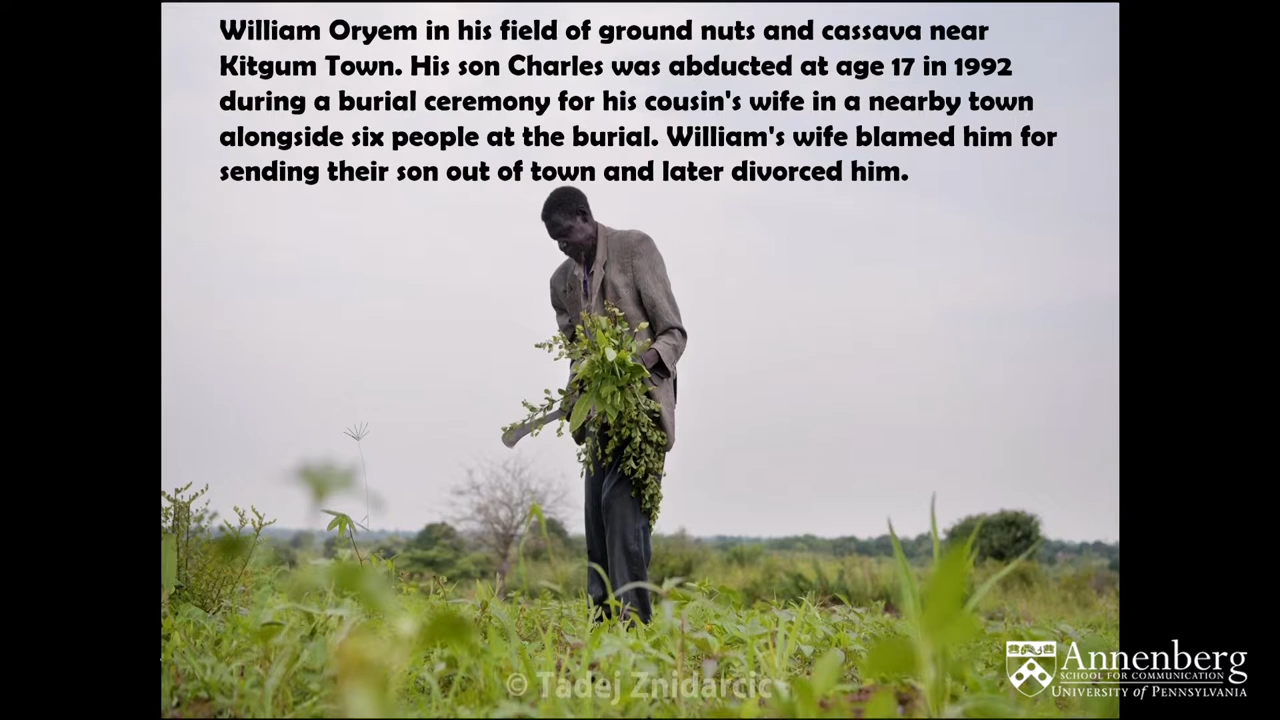 William Oryem in his field of ground nuts and cassava near
Kitgum Town. His son Charles was abducted at age 17 in 1992
during a burial ceremony for his cousin's wife in a nearby town
alongside six people at the burial. William's wife blamed him for
sending their son out of town and later divorced him.
© Tadej Znidarcic
Annenberg
SCHOOL FOR COMMUNICATION
UNIVERSITY of PENNSYLVANIA